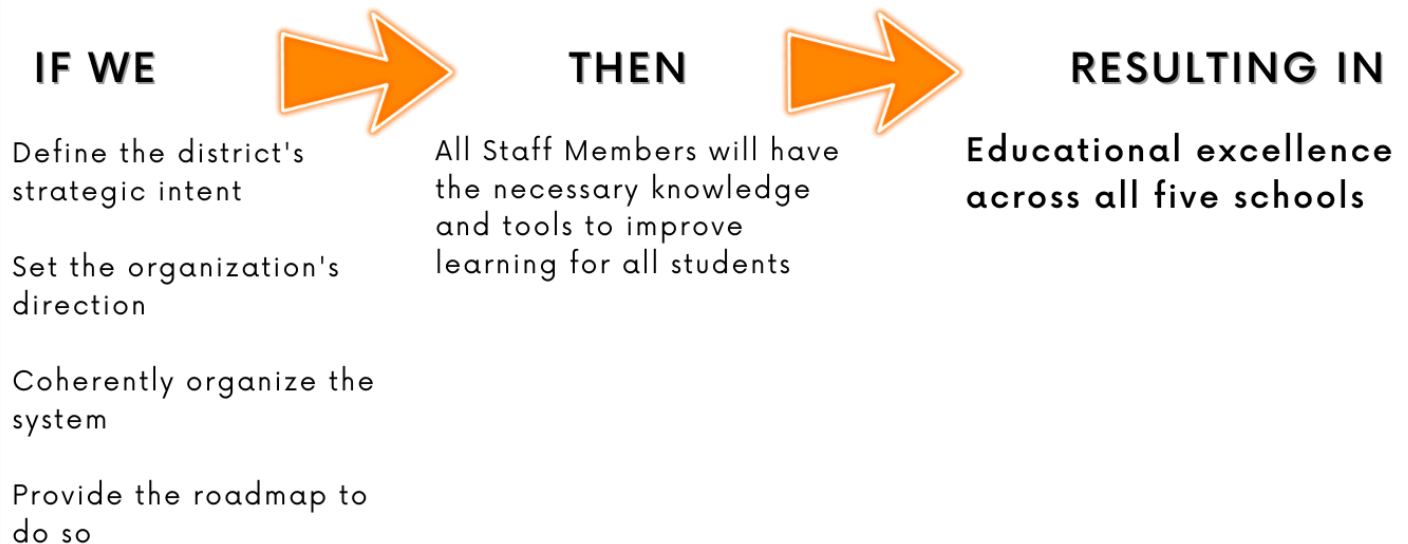 IF WE
THEN
RESULTING IN
Define the district's
strategic intent
Set the organization's
direction
Coherently organize the
system
Provide the roadmap to
do so
All Staff Members will have
the necessary knowledge
and tools to improve
learning for all students
Educational excellence
across all five schools